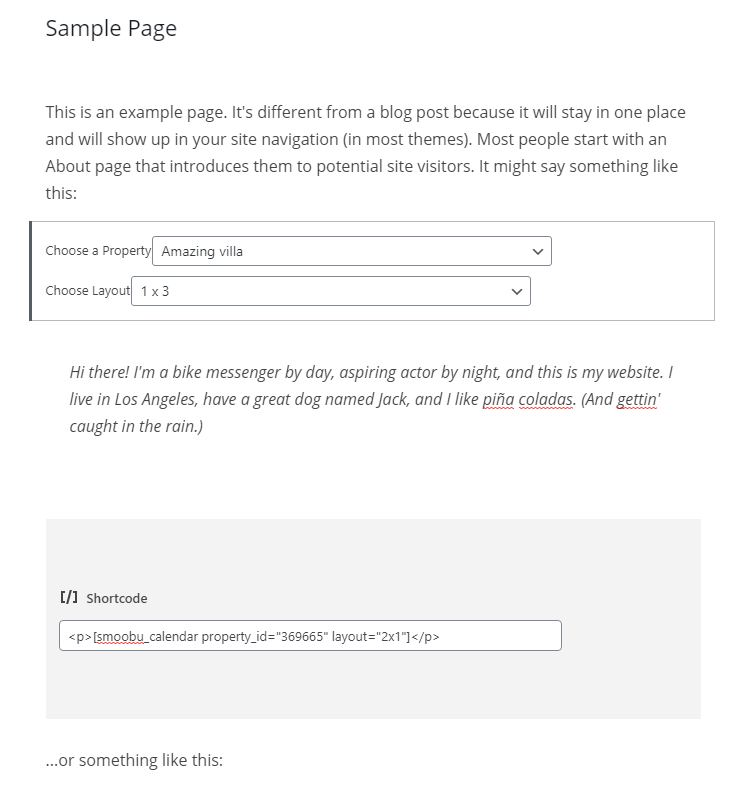 Sample Page
This is an example page. It's different from a blog post because it will stay in one place
and will show up in your site navigation (in most themes). Most people start with an
About page that introduces them to potential site visitors. It might say something like
this:
Choose a Property Amazing villa
Choose Layout 1 x 3
Hi there! I'm a bike messenger by day, aspiring actor by night, and this is my website. I
live in Los Angeles, have a great dog named Jack, and I like piña coladas. (And gettin'
caught in the rain.)
[/] Shortcode
<p>[smoobu_calendar property_id="369665" layout="2x1"]</p>
...or something like this: